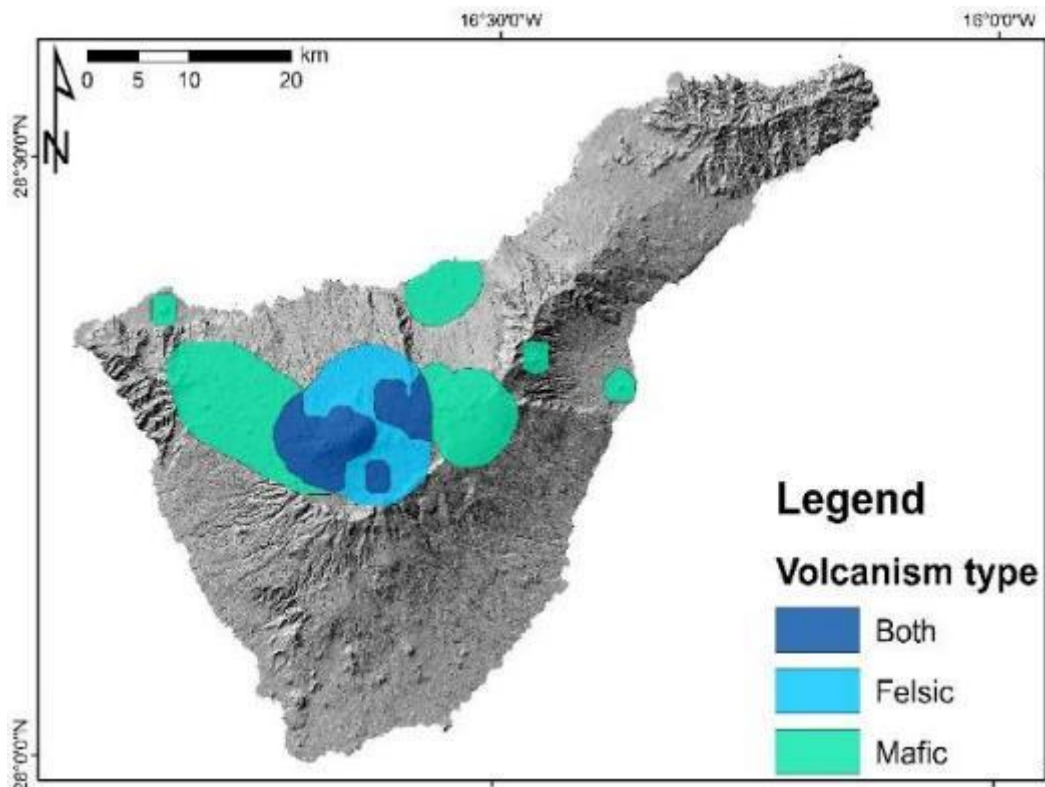 16°30'0"W
16°0'0"W
km
0 5 10 20
N
28°30'0"N
28°0'0"N
Legend
Volcanism type
Both
Felsic
Mafic